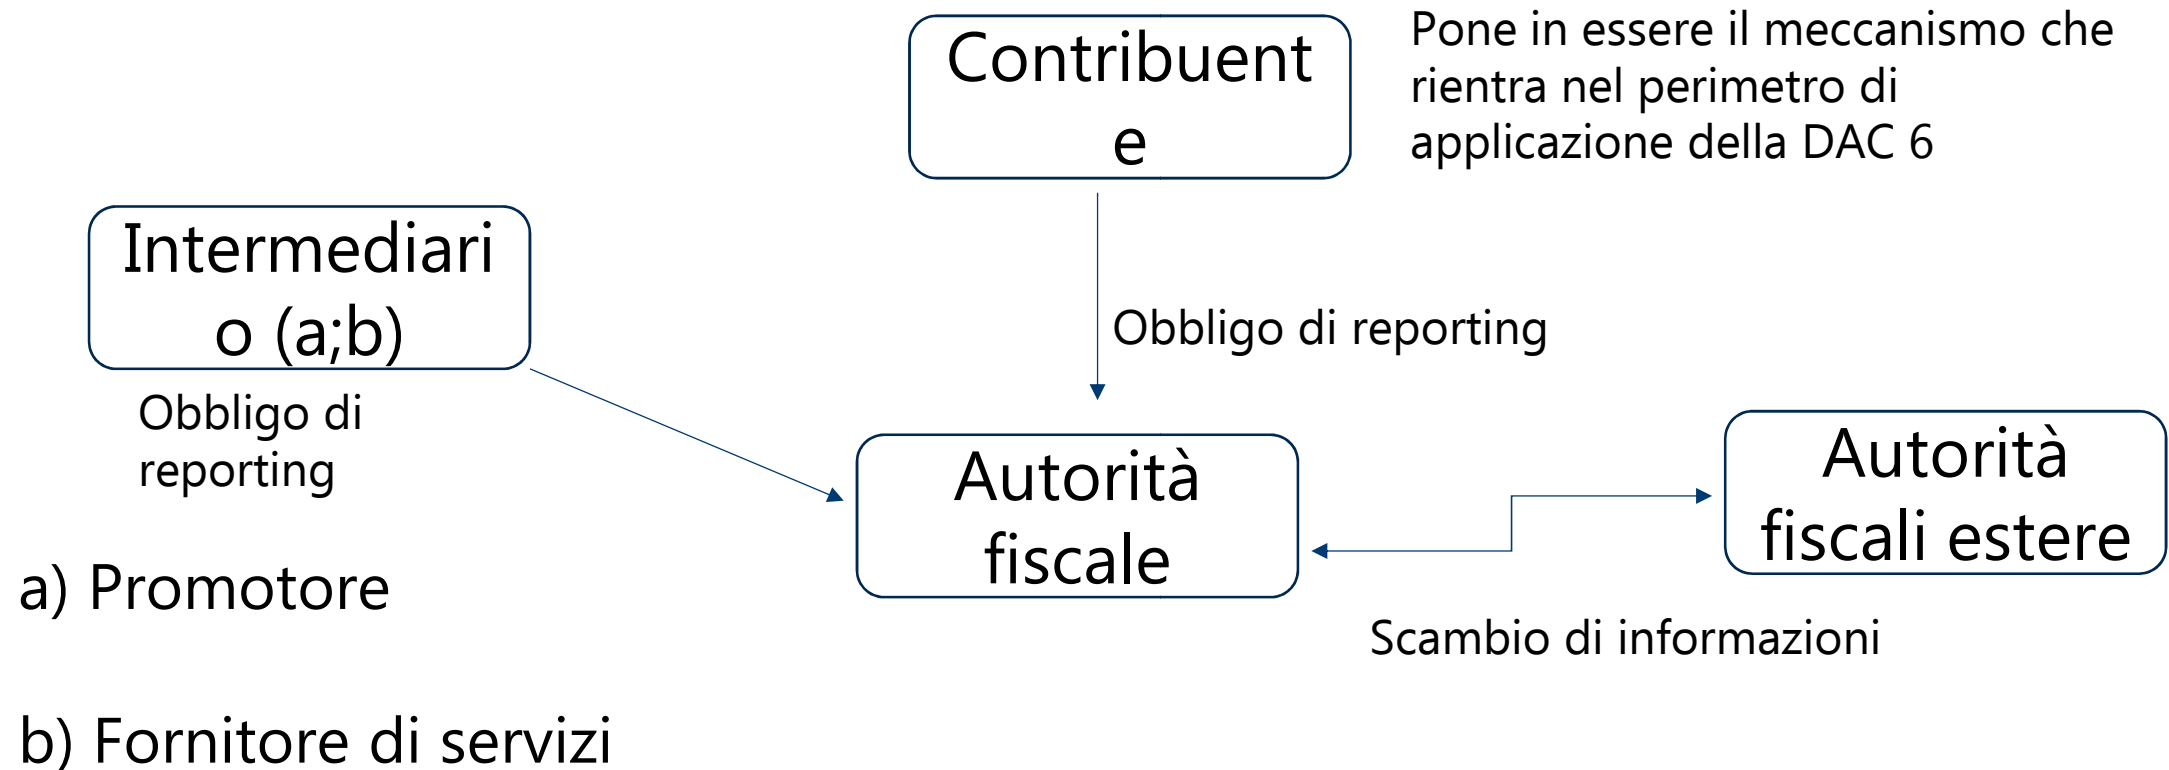 Contribuent
e
Pone in essere il meccanismo che
rientra nel perimetro di
applicazione della DAC 6
Intermediari
o (a;b)
Obbligo di reporting
Obbligo di
reporting
Autorità
fiscale
Autorità
fiscali estere
a) Promotore
Scambio di informazioni
b) Fornitore di servizi